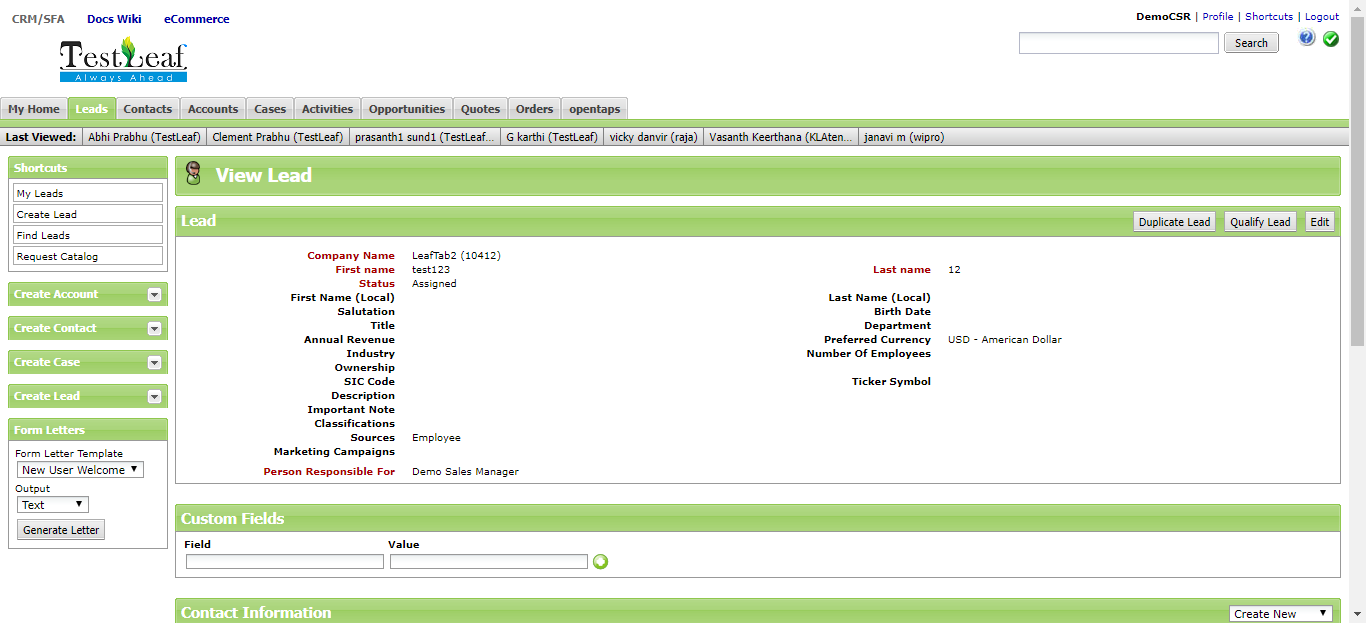 CRM/SFA Docs Wiki eCommerce
DemoCSR | Profile | Shortcuts | Logout
TestLeaf
Always Ahead
Search
My Home Leads Contacts Accounts Cases Activities Opportunities Quotes Orders opentaps
Last Viewed: Abhi Prabhu (TestLeaf) Clement Prabhu (TestLeaf) prasanth1 sund1 (TestLeaf... G karthi (TestLeaf) vicky danvir (raja) Vasanth Keerthana (KLAten... janavi m (wipro)
Shortcuts
My Leads
Create Lead
Find Leads
Request Catalog
Create Account
Create Contact
Create Case
Create Lead
Form Letters
Form Letter Template
New User Welcome
Output
Text
Generate Letter
View Lead
Lead Duplicate Lead Qualify Lead Edit
Company Name LeafTab2 (10412)
First name test123 Last name 12
Status Assigned
First Name (Local) Last Name (Local)
Salutation Birth Date
Title Department
Annual Revenue Preferred Currency USD - American Dollar
Industry Number Of Employees
Ownership
SIC Code Ticker Symbol
Description
Important Note
Classifications
Sources Employee
Marketing Campaigns
Person Responsible For Demo Sales Manager
Custom Fields
Field Value
Contact Information Create New